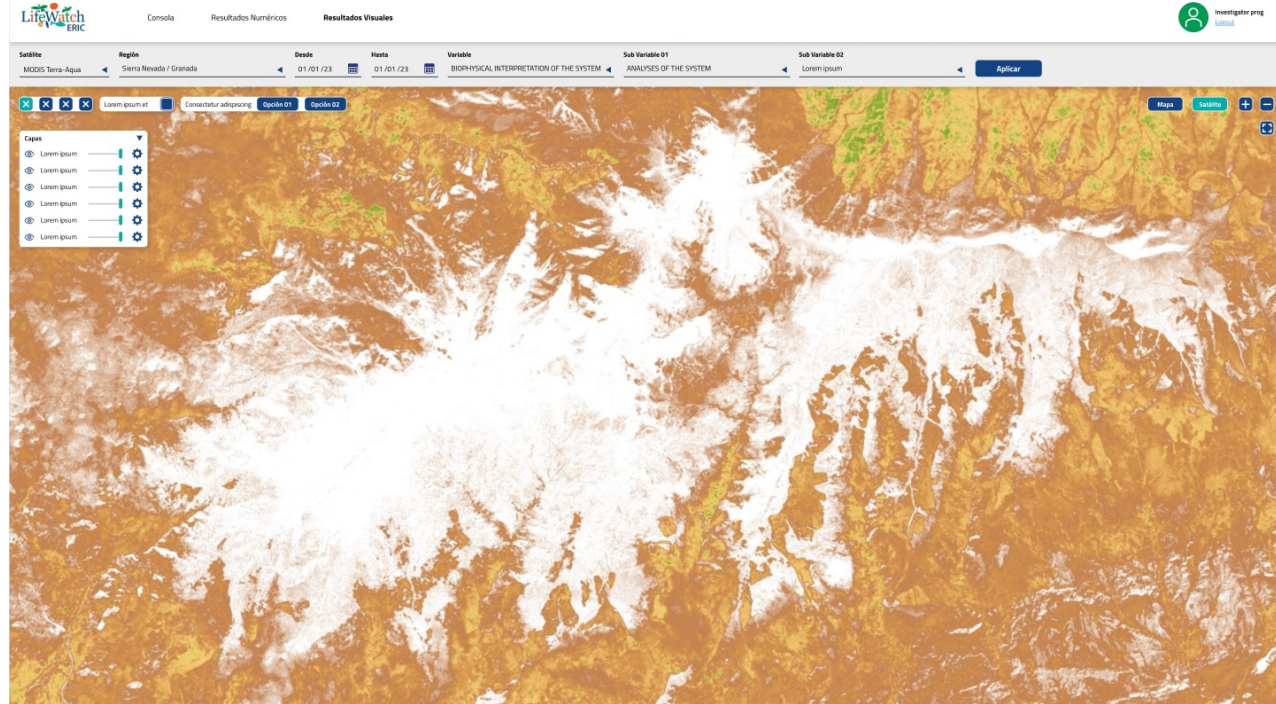 LifeWatch
ERIC
Consola
Resultados Numéricos
Resultados Visuales
Investigator prog
Logout
Satélite
MODIS Terra-Aqua
Región
Sierra Nevada / Granada
Desde
01 /01 /23
Hasta
01 /01 /23
Variable
BIOPHYSICAL INTERPRETATION OF THE SYSTEM
Sub Variable 01
ANALYSES OF THE SYSTEM
Sub Variable 02
Lorem ipsum
Aplicar
Lorem ipsum et
Consectetur adispiscing
Opción 01
Opción 02
Mapa
Satélite
Capas
Lorem ipsum
Lorem ipsum
Lorem ipsum
Lorem ipsum
Lorem ipsum
Lorem ipsum